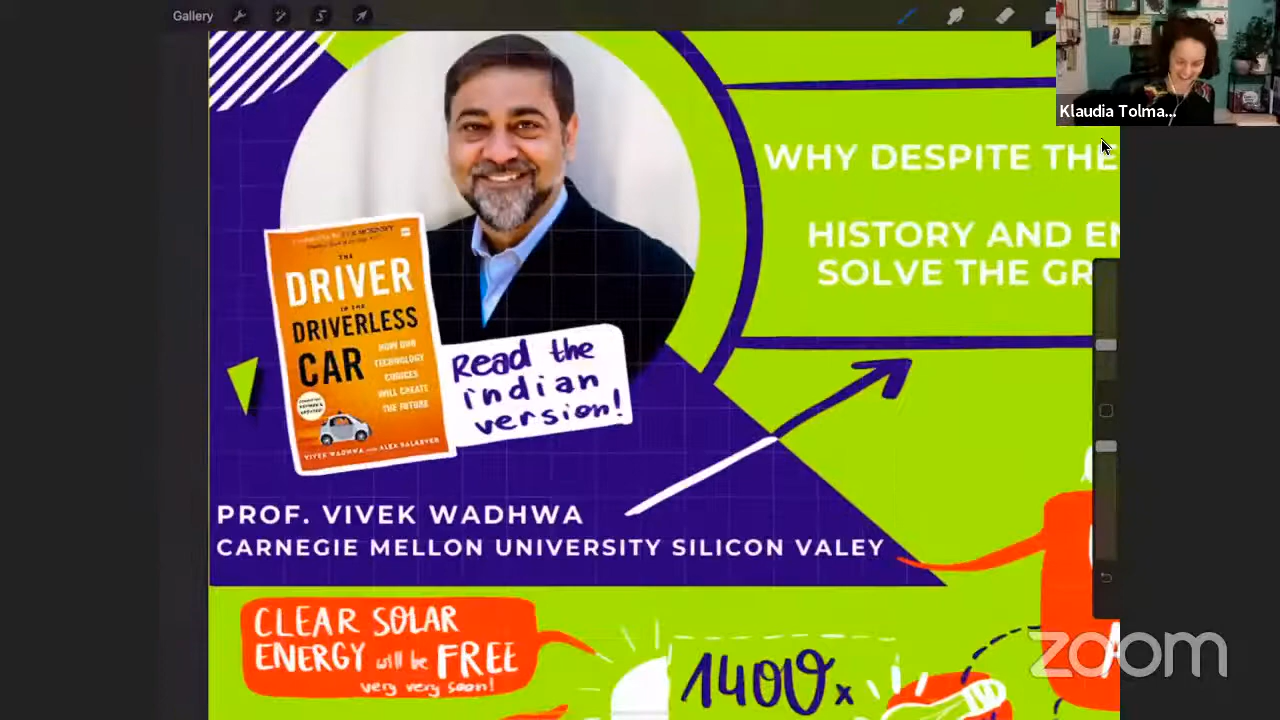 Gallery
Klaudia Tolma...
WHY DESPITE THE
HISTORY AND EN
SOLVE THE GR
THE
DRIVER
IN THE
DRIVERLESS
CAR
HOW OUR
TECHNOLOGY
CHOICES
WILL CREATE
THE FUTURE
VIVEK WADHWA WITH ALEX SALKEVER
Read the
indian
version!
PROF. VIVEK WADHWA
CARNEGIE MELLON UNIVERSITY SILICON VALEY
CLEAR SOLAR
ENERGY will be FREE
very very soon!
1400x
A
zoom